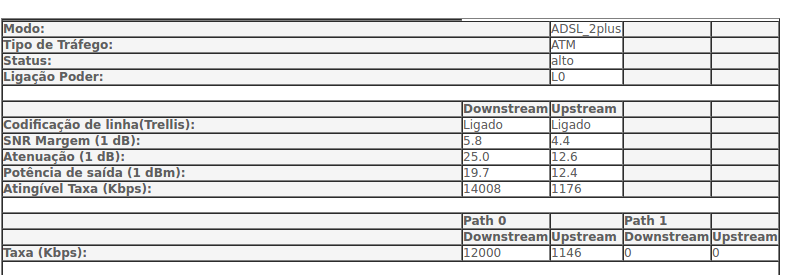 Modo: ADSL_2plus
Tipo de Tráfego: ATM
Status: alto
Ligação Poder: L0
Downstream Upstream
Codificação de linha(Trellis): Ligado Ligado
SNR Margem (1 dB): 5.8 4.4
Atenuação (1 dB): 25.0 12.6
Potência de saída (1 dBm): 19.7 12.4
Atingível Taxa (Kbps): 14008 1176
Path 0 Path 1
Downstream Upstream Downstream Upstream
Taxa (Kbps): 12000 1146 0 0